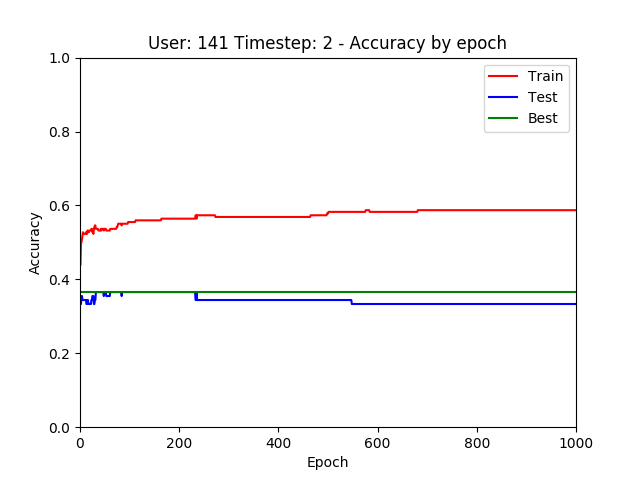 User: 141 Timestep: 2 - Accuracy by epoch
1.0
0.8
0.6
0.4
0.2
0.0
Accuracy
Train
Test
Best
0 200 400 600 800 1000
Epoch